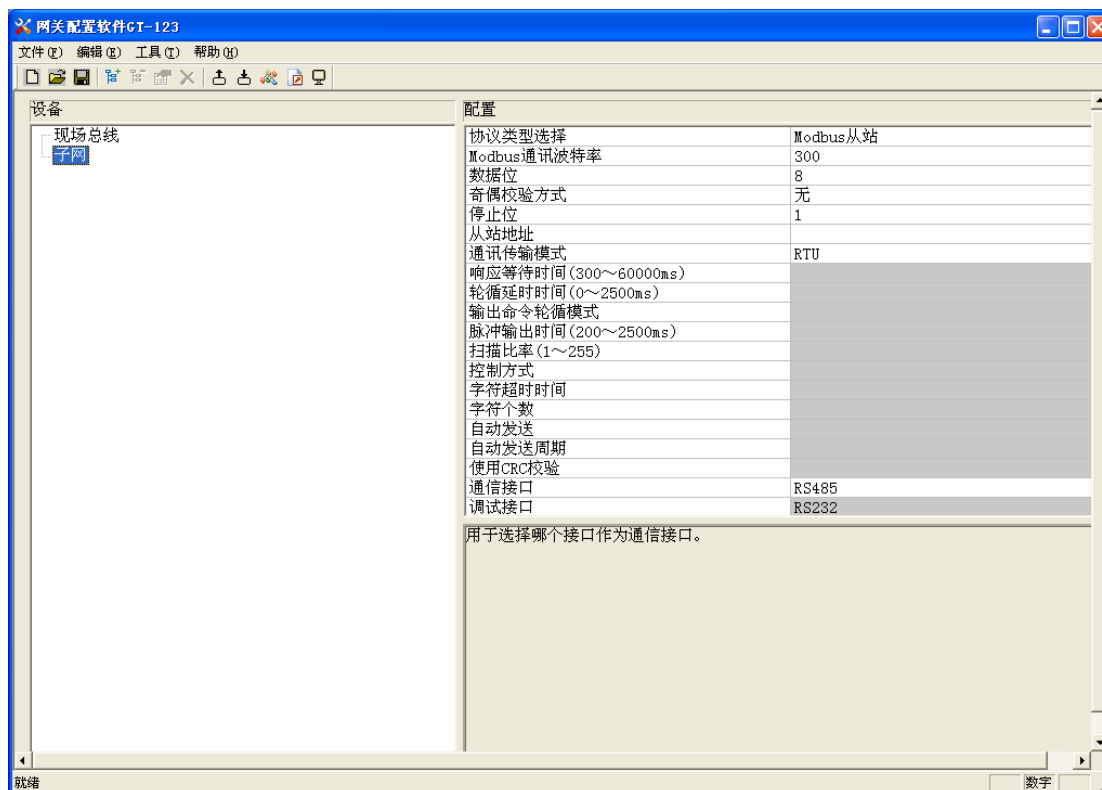 网关配置软件GT-123
文件(F) 编辑(E) 工具(T) 帮助(H)
设备
现场总线
子网
配置
协议类型选择 Modbus从站
Modbus通讯波特率 300
数据位 8
奇偶校验方式 无
停止位 1
从站地址
通讯传输模式 RTU
响应等待时间(300～60000ms)
轮循延时时间(0～2500ms)
输出命令轮循模式
脉冲输出时间(200～2500ms)
扫描比率(1～255)
控制方式
字符超时时间
字符个数
自动发送
自动发送周期
使用CRC校验
通信接口 RS485
调试接口 RS232
用于选择哪个接口作为通信接口。
就绪 数字